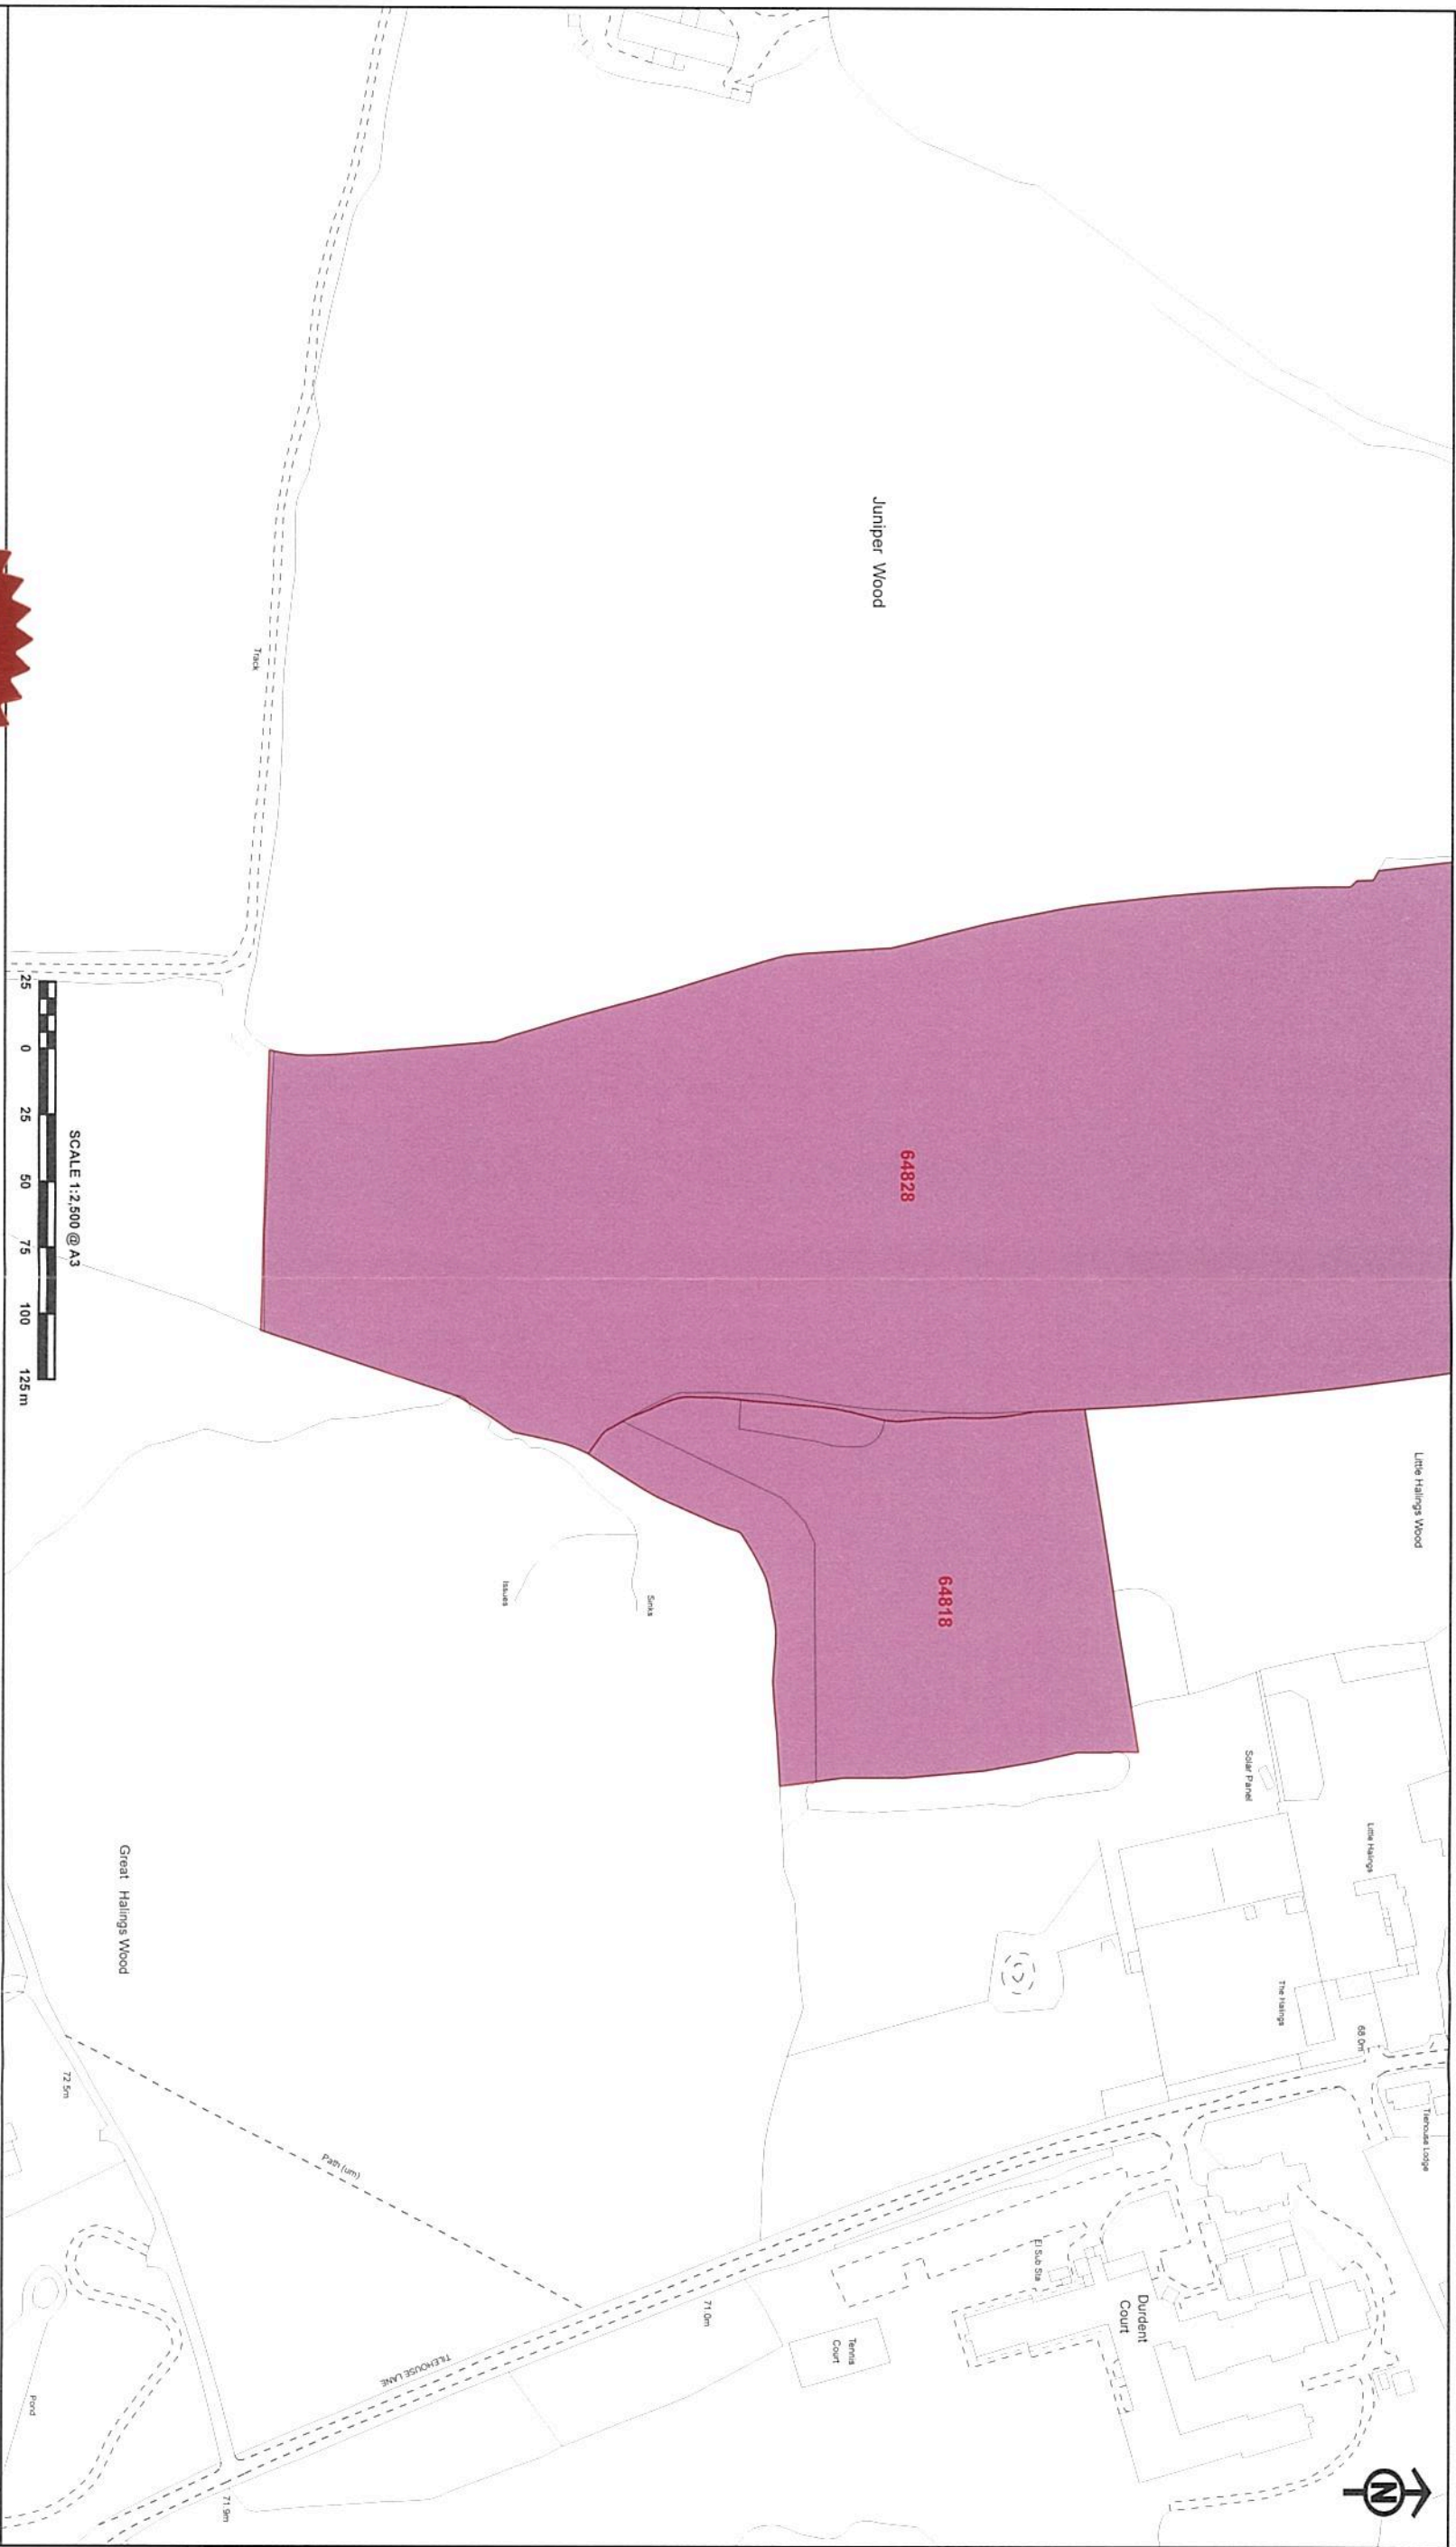 Juniper Wood
Track
64828
64818
Little Halings Wood
Solar Panel
Little Halings
The Halings
68.0m
Tilehouse Lodge
Sinks
Issues
El Sub Sta
Durdent
Court
Tennis
Court
71.0m
Path (um)
TILEHOUSE LANE
Great Halings Wood
72.5m
71.9m
Pond
N
SCALE 1:2,500 @ A3
25 0 25 50 75 100 125 m